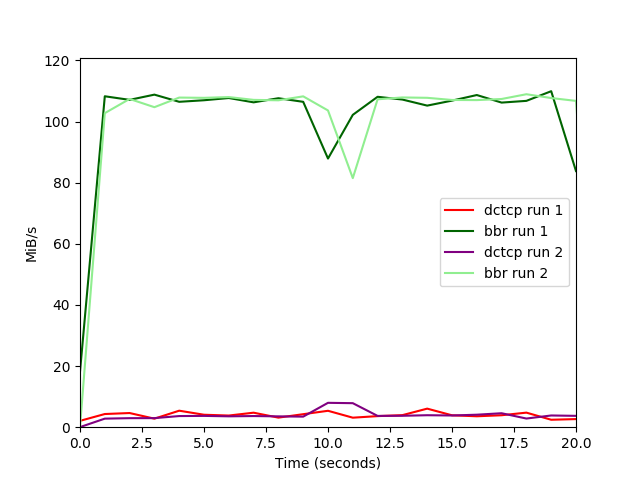 120
100
80
60
40
20
0
MiB/s
dctcp run 1
bbr run 1
dctcp run 2
bbr run 2
0.0 2.5 5.0 7.5 10.0 12.5 15.0 17.5 20.0
Time (seconds)